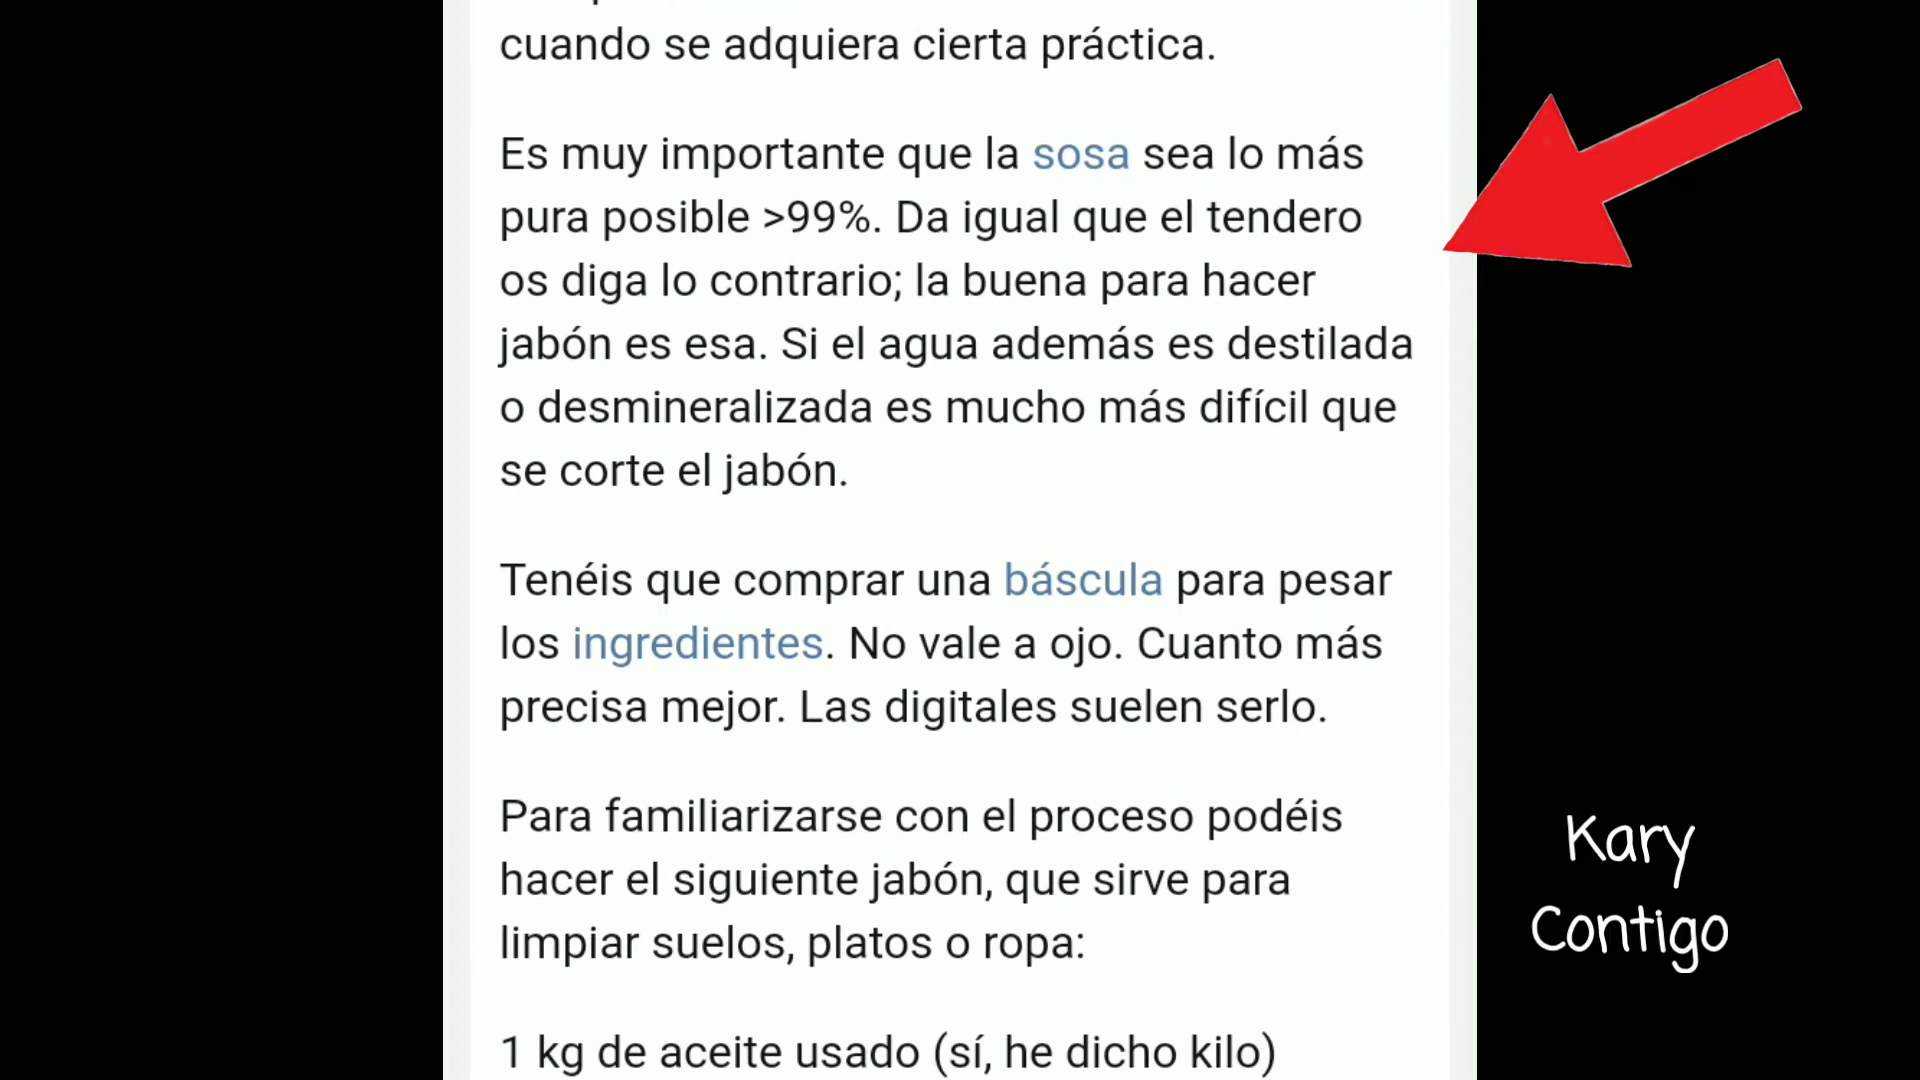 cuando se adquiera cierta práctica.
Es muy importante que la sosa sea lo más
pura posible >99%. Da igual que el tendero
os diga lo contrario; la buena para hacer
jabón es esa. Si el agua además es destilada
o desmineralizada es mucho más difícil que
se corte el jabón.
Tenéis que comprar una báscula para pesar
los ingredientes. No vale a ojo. Cuanto más
precisa mejor. Las digitales suelen serlo.
Para familiarizarse con el proceso podéis
hacer el siguiente jabón, que sirve para
limpiar suelos, platos o ropa:
1 kg de aceite usado (sí, he dicho kilo)
Kary
Contigo